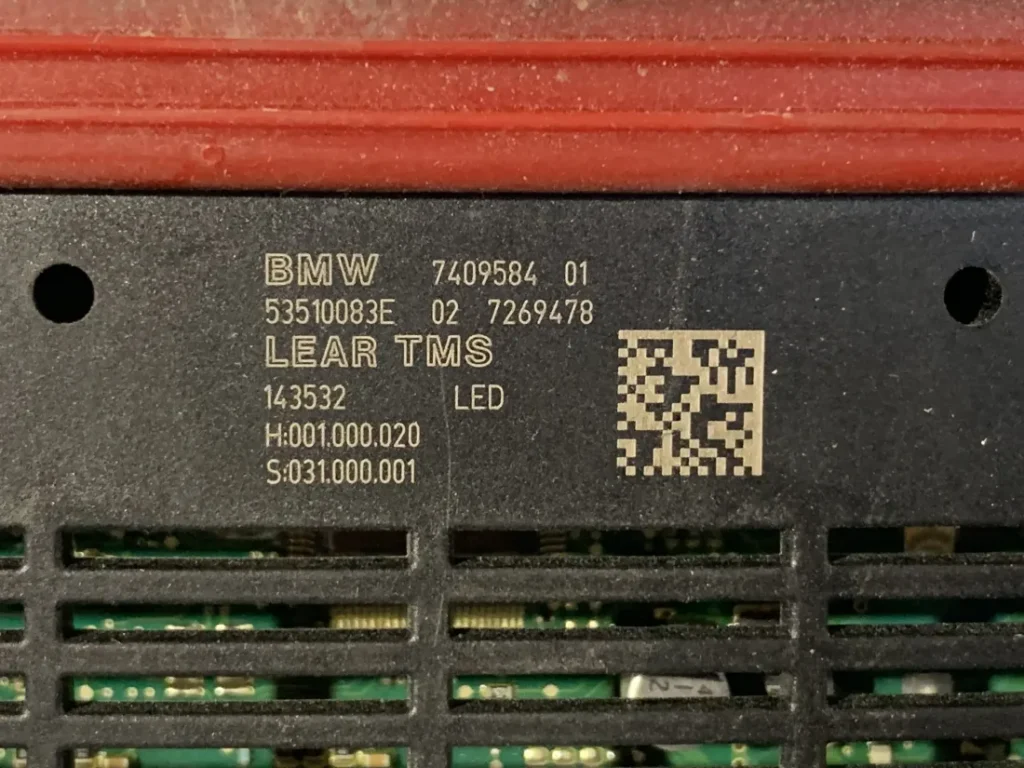 BMW 7409584 01
53510083E 02 7269478
LEAR TMS
143532 LED
H:001.000.020
S:031.000.001